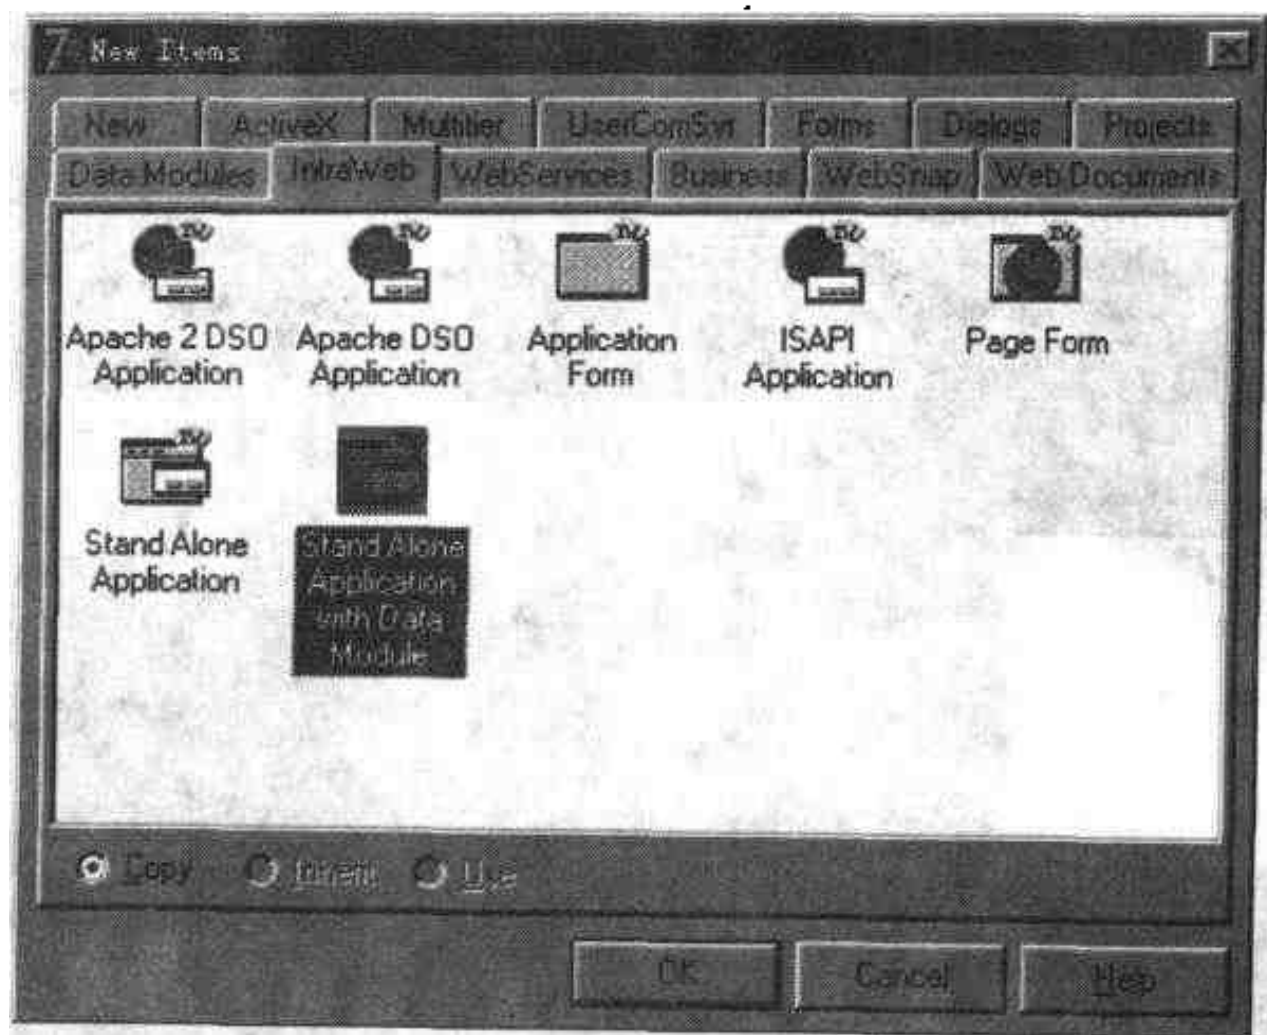 New Items
New ActiveX Multitier UserComSvr Forms Dialogs Projects
Data Modules IntraWeb WebServices Business WebSnap Web Documents
Apache 2 DSO Application
Apache DSO Application
Application Form
ISAPI Application
Page Form
Stand Alone Application
Stand Alone Application with Data Module
Copy Inherit Use
OK Cancel Help